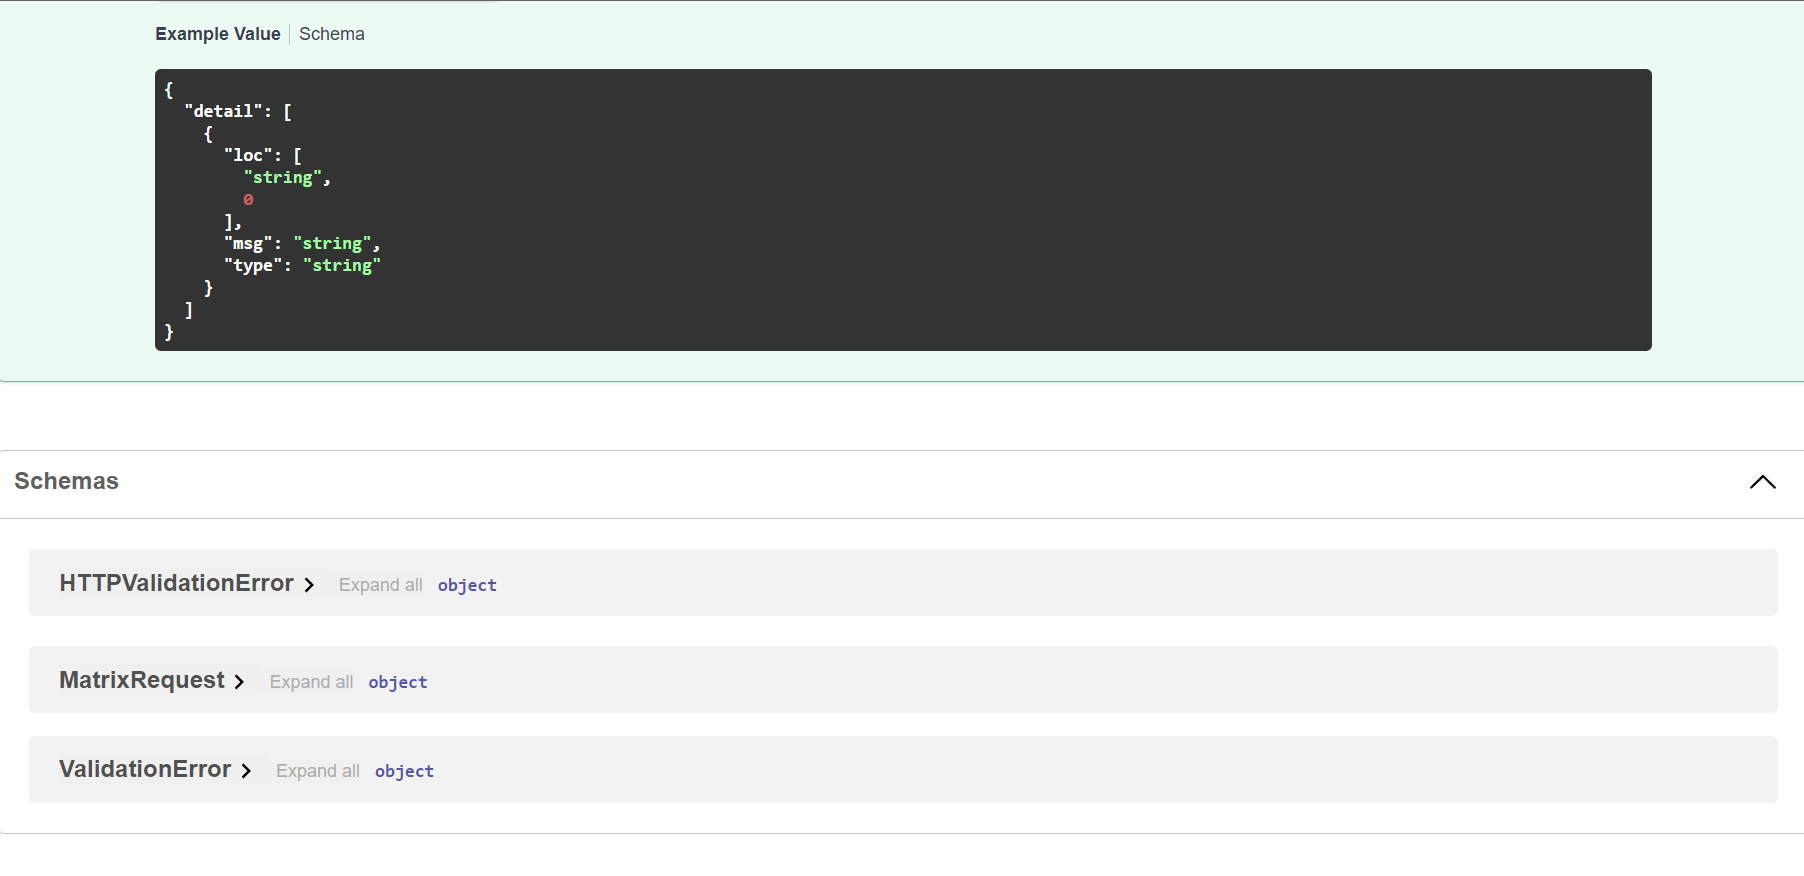 Example Value Schema
{
"detail": [
{
"loc": [
"string",
0
],
"msg": "string",
"type": "string"
}
]
}
Schemas
HTTPValidationError Expand all object
MatrixRequest Expand all object
ValidationError Expand all object